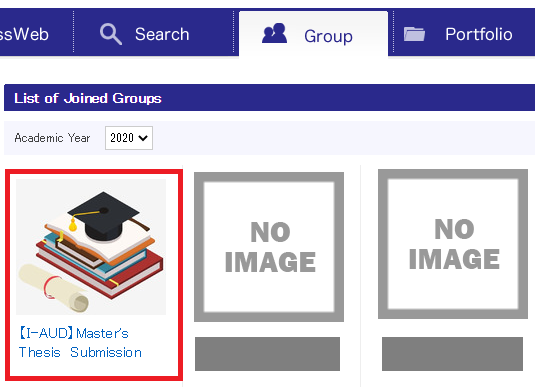 ssWeb Search Group Portfolio
List of Joined Groups
Academic Year 2020
NO
IMAGE
NO
IMAGE
【I-AUD】Master's
Thesis Submission